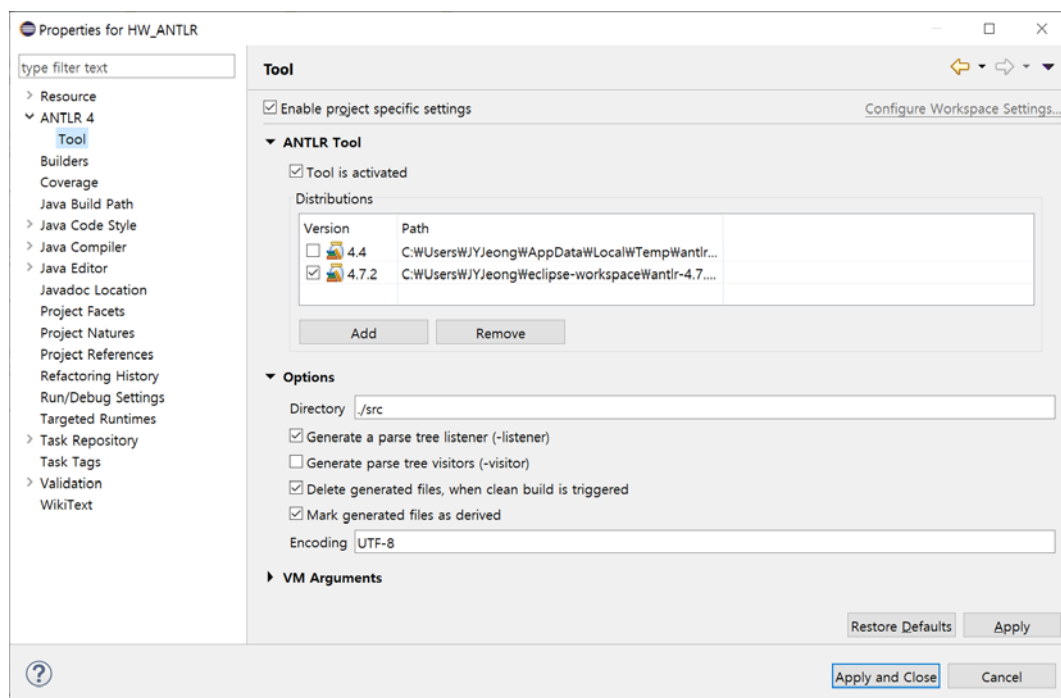 Properties for HW_ANTLR
type filter text
Resource
ANTLR 4
Tool
Builders
Coverage
Java Build Path
Java Code Style
Java Compiler
Java Editor
Javadoc Location
Project Facets
Project Natures
Project References
Refactoring History
Run/Debug Settings
Targeted Runtimes
Task Repository
Task Tags
Validation
WikiText
Tool
Enable project specific settings
Configure Workspace Settings...
ANTLR Tool
Tool is activated
Distributions
Version Path
4.4 C:₩Users₩JYJeong₩AppData₩Local₩Temp₩antlr...
4.7.2 C:₩Users₩JYJeong₩eclipse-workspace₩antlr-4.7....
Add Remove
Options
Directory ./src
Generate a parse tree listener (-listener)
Generate parse tree visitors (-visitor)
Delete generated files, when clean build is triggered
Mark generated files as derived
Encoding UTF-8
VM Arguments
Restore Defaults Apply
? Apply and Close Cancel